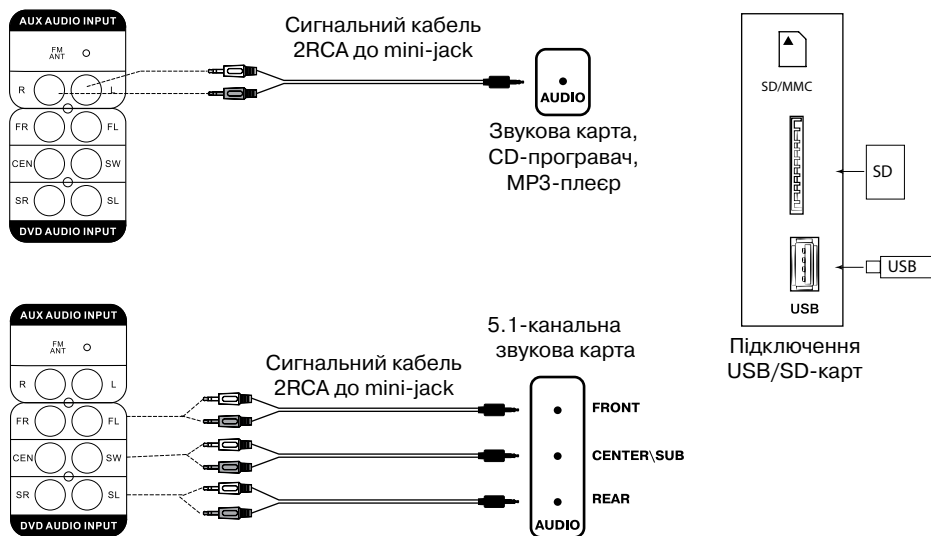 AUX AUDIO INPUT
FM
ANT
R L
FR FL
CEN SW
SR SL
DVD AUDIO INPUT
Сигнальний кабель
2RCA до mini-jack
AUDIO
Звукова карта,
CD-програвач,
MP3-плеєр
SD/MMC
SD
USB
USB
Підключення
USB/SD-карт
AUX AUDIO INPUT
FM
ANT
R L
FR FL
CEN SW
SR SL
DVD AUDIO INPUT
Сигнальний кабель
2RCA до mini-jack
5.1-канальна
звукова карта
FRONT
CENTER\SUB
REAR
AUDIO